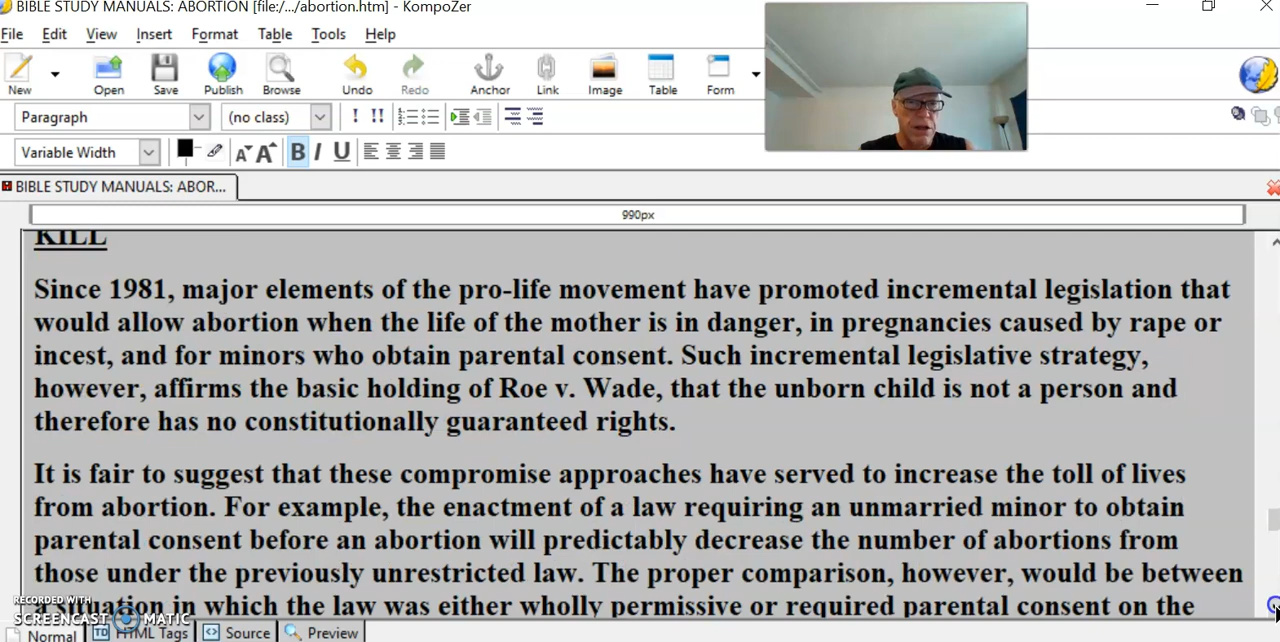 BIBLE STUDY MANUALS: ABORTION [file:/.../abortion.htm] - KompoZer
File Edit View Insert Format Table Tools Help
New Open Save Publish Browse Undo Redo Anchor Link Image Table Form
Paragraph (no class) ! !!
Variable Width A A B I U
BIBLE STUDY MANUALS: ABOR...
990px
KILL
Since 1981, major elements of the pro-life movement have promoted incremental legislation that
would allow abortion when the life of the mother is in danger, in pregnancies caused by rape or
incest, and for minors who obtain parental consent. Such incremental legislative strategy,
however, affirms the basic holding of Roe v. Wade, that the unborn child is not a person and
therefore has no constitutionally guaranteed rights.
It is fair to suggest that these compromise approaches have served to increase the toll of lives
from abortion. For example, the enactment of a law requiring an unmarried minor to obtain
parental consent before an abortion will predictably decrease the number of abortions from
those under the previously unrestricted law. The proper comparison, however, would be between
a situation in which the law was either wholly permissive or required parental consent on the
RECORDED WITH
SCREENCAST MATIC
Normal TD HTML Tags <> Source Preview